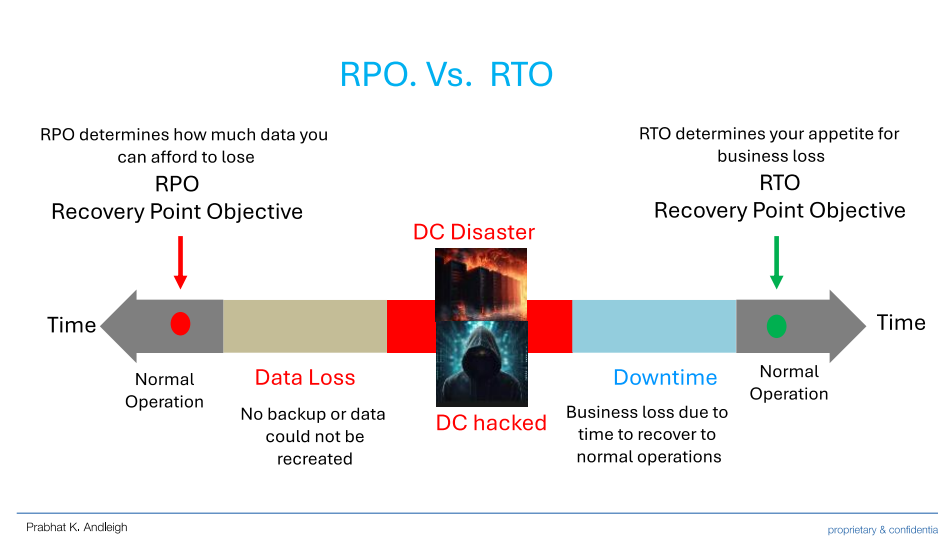 RPO. Vs.  RTO
RPO determines how much data you
can afford to lose
RPO
Recovery Point Objective
RTO determines your appetite for
business loss
RTO
Recovery Point Objective
DC Disaster
Time
Time
Normal
Operation
Data Loss
No backup or data
could not be
recreated
DC hacked
Downtime
Business loss due to
time to recover to
normal operations
Normal
Operation
Prabhat K. Andleigh
proprietary & confidentia